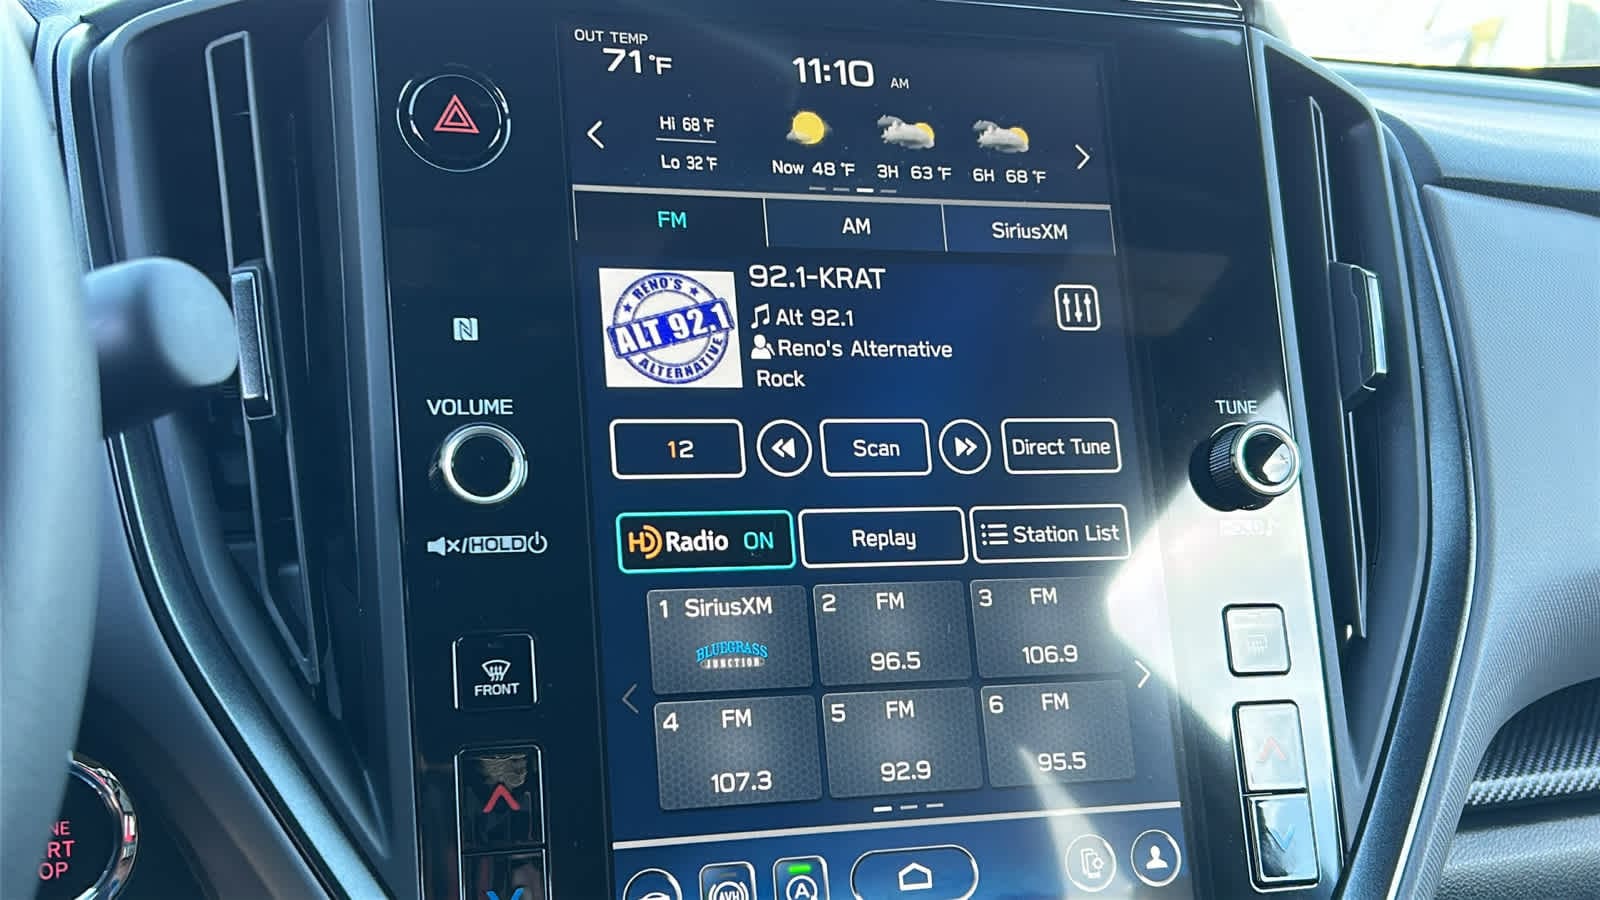 OUT TEMP
71°F
11:10 AM
Hi 68°F
Lo 32°F
Now 48°F 3H 63°F 6H 68°F
FM AM SiriusXM
RENO'S
ALT 92.1
ALTERNATIVE
92.1-KRAT
Alt 92.1
Reno's Alternative
Rock
VOLUME
TUNE
12 Scan Direct Tune
HD Radio ON Replay Station List
/HOLD
HOLD
1 SiriusXM
BLUEGRASS
JUNCTION
2 FM
96.5
3 FM
106.9
FRONT
4 FM
107.3
5 FM
92.9
6 FM
95.5
AVH
A